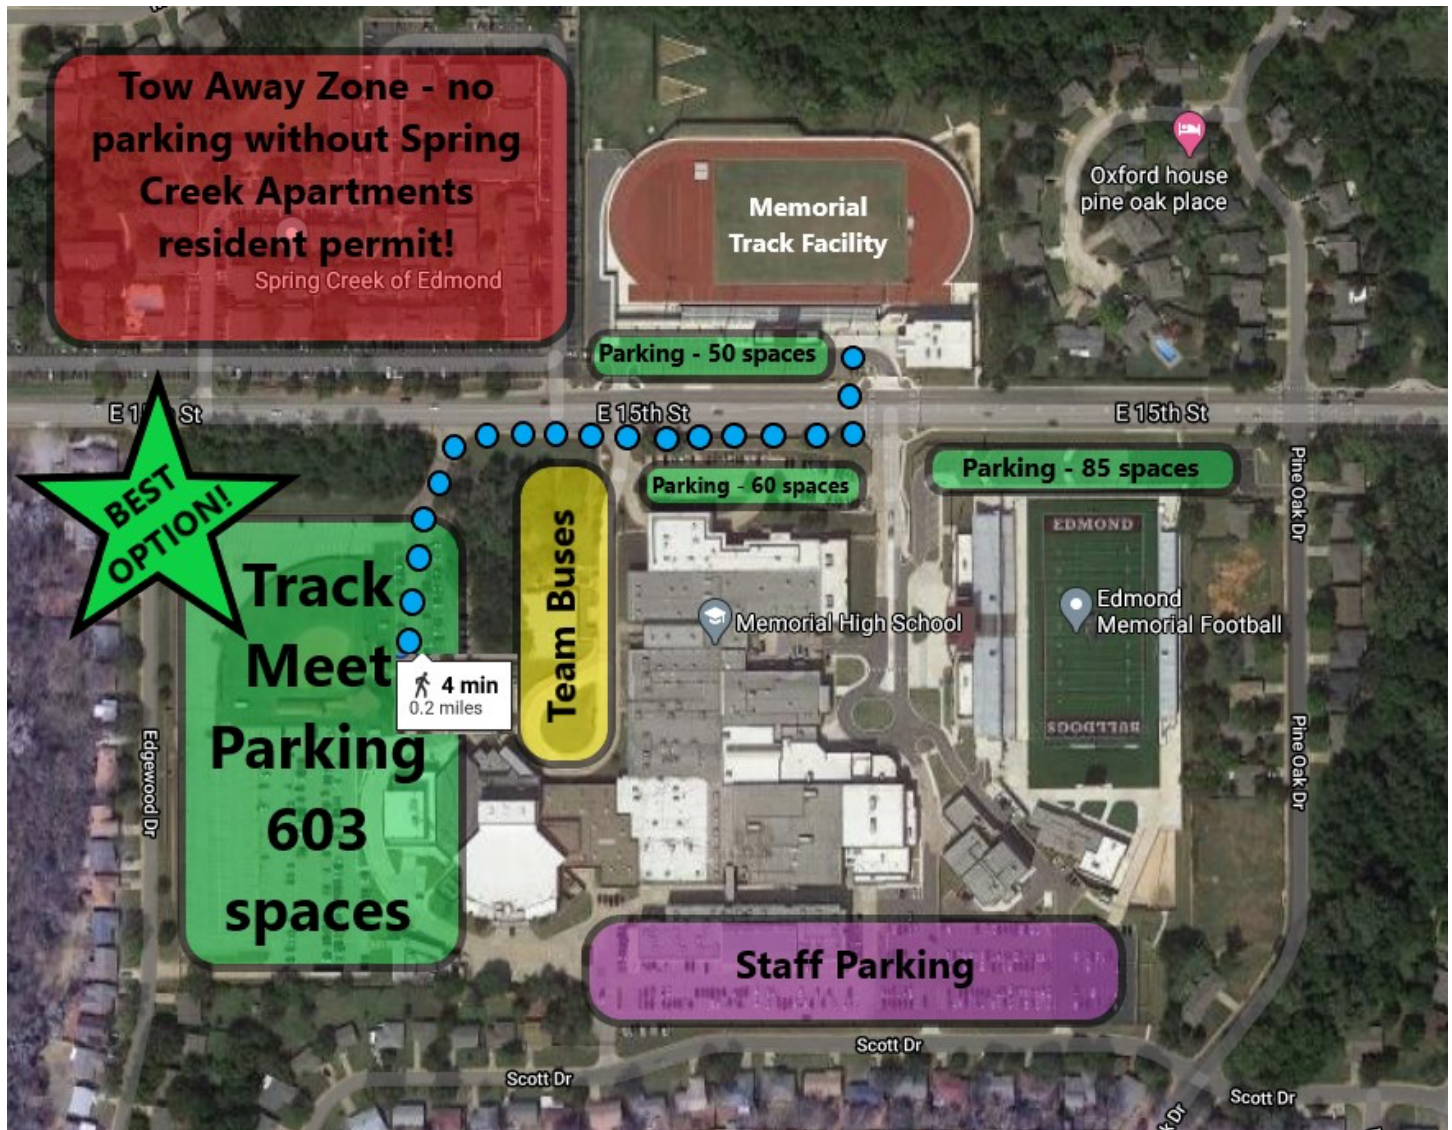 Tow Away Zone - no
parking without Spring
Creek Apartments
resident permit!
Spring Creek of Edmond
Memorial
Track Facility
Oxford house
pine oak place
Parking - 50 spaces
E 15th St
E 15th St
BEST
OPTION!
Parking - 60 spaces
Parking - 85 spaces
Pine Oak Dr
EDMOND
Track
Meet
Parking
603
spaces
Team Buses
4 min
0.2 miles
Memorial High School
Edmond
Memorial Football
BULLDOGS
Edgewood Dr
Pine Oak Dr
Staff Parking
Scott Dr
Scott Dr
Scott Dr